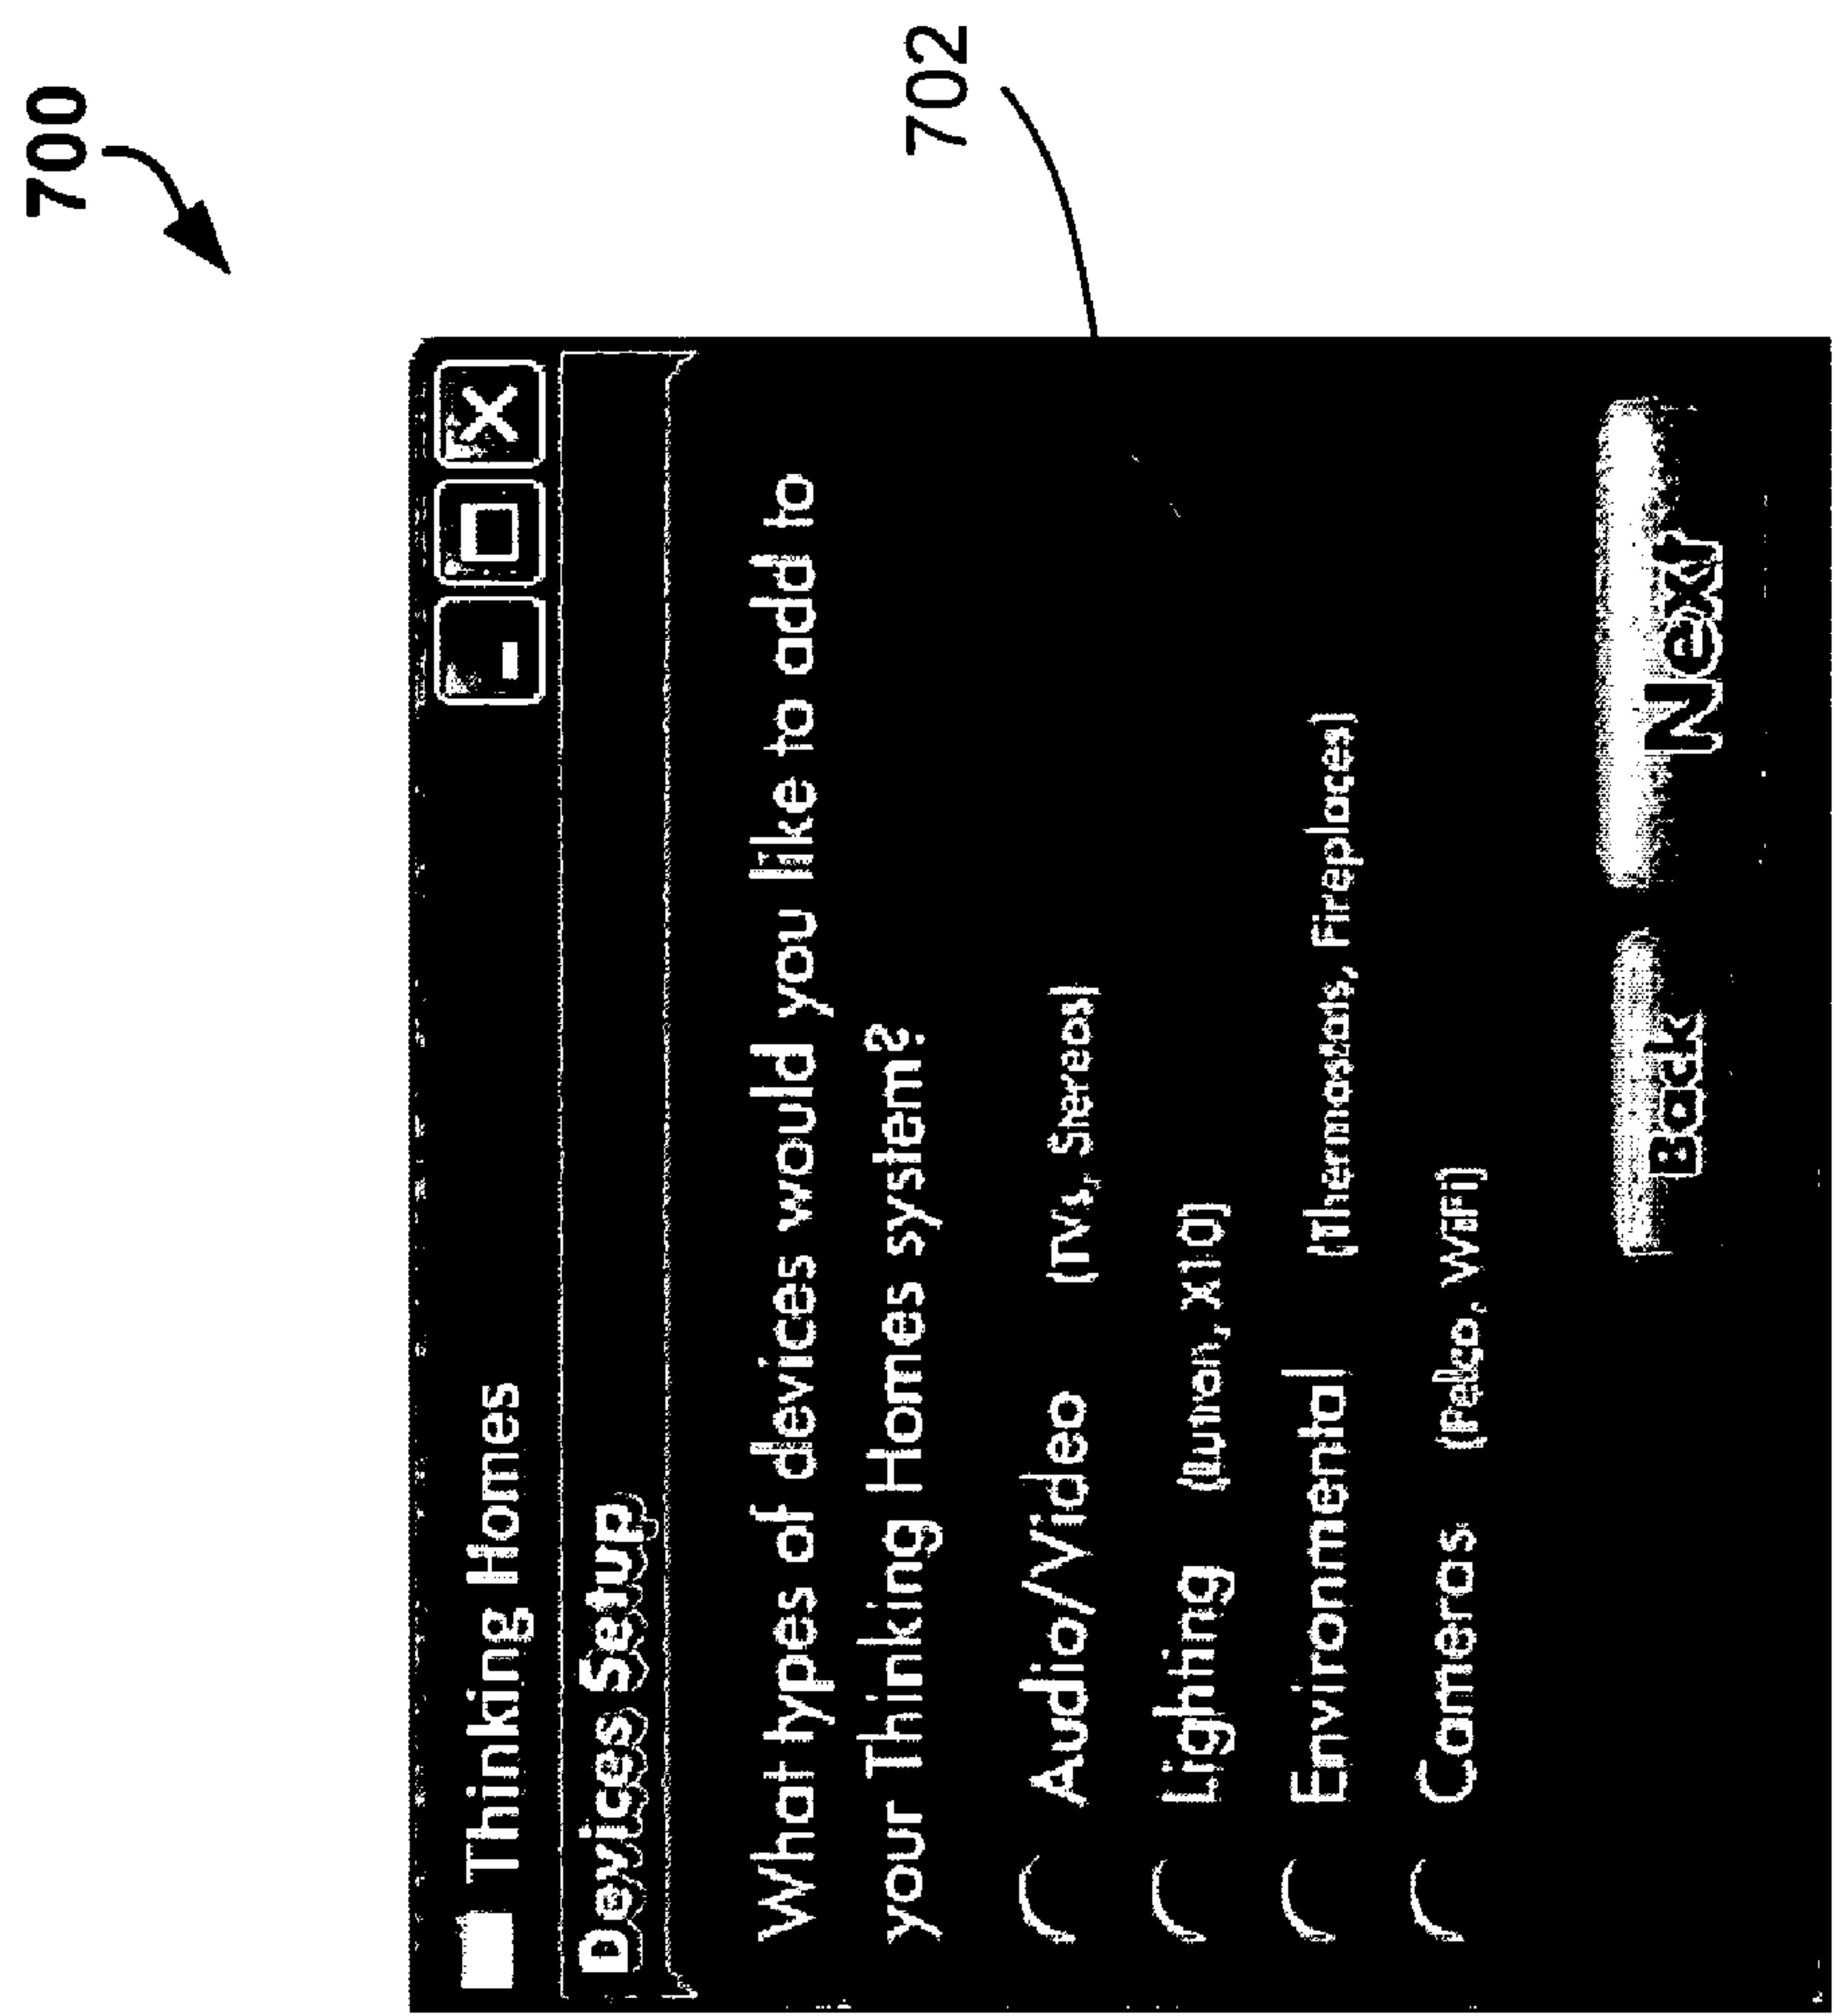 700
702
Thinking Homes
Devices Setup
What types of devices would you like to add to
your Thinking Homes system?
Audio/Video (TVs, Stereos)
Lighting (Lutron, x10)
Environmental (Thermostats, Fireplaces)
Cameras (Pelco, WiFi)
Back Next